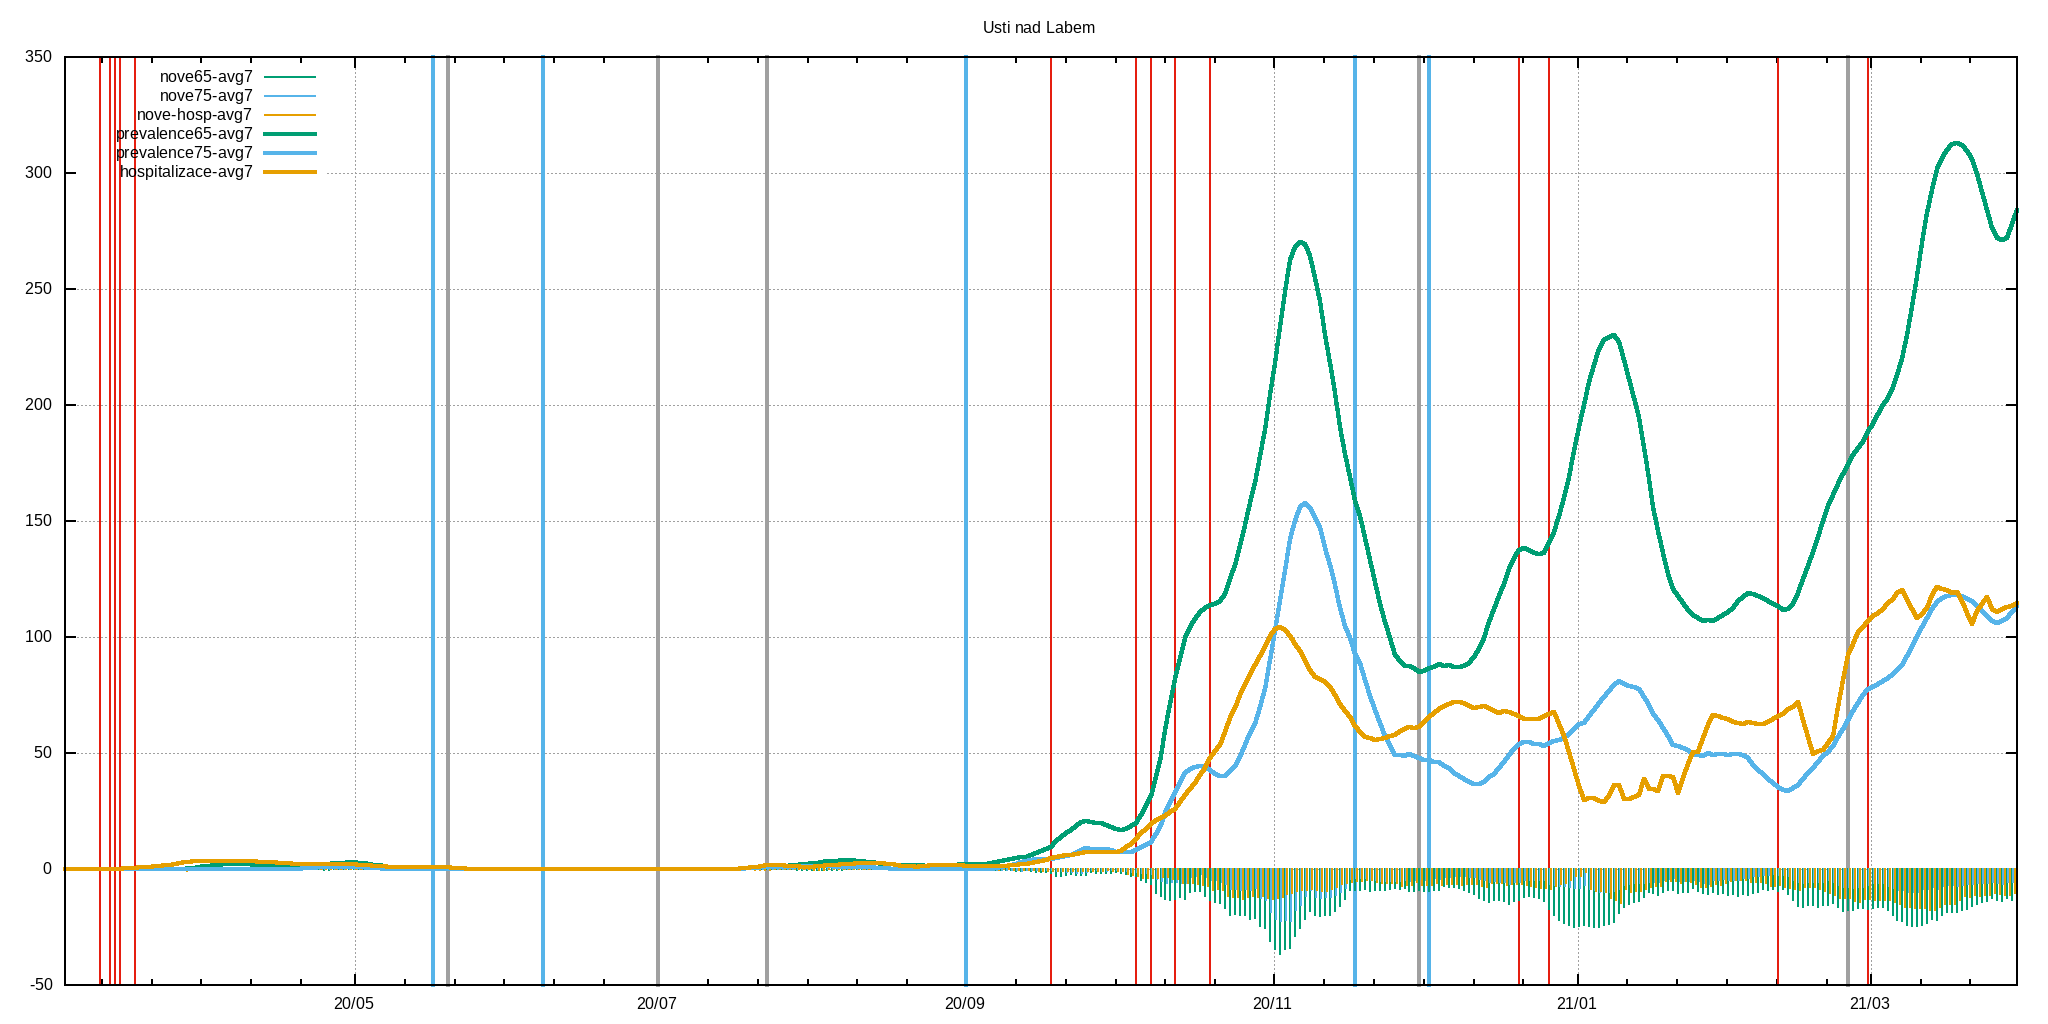 Usti nad Labem
350
nove65-avg7
nove75-avg7
nove-hosp-avg7
prevalence65-avg7
prevalence75-avg7
hospitalizace-avg7
300
250
200
150
100
50
0
-50
20/05 20/07 20/09 20/11 21/01 21/03